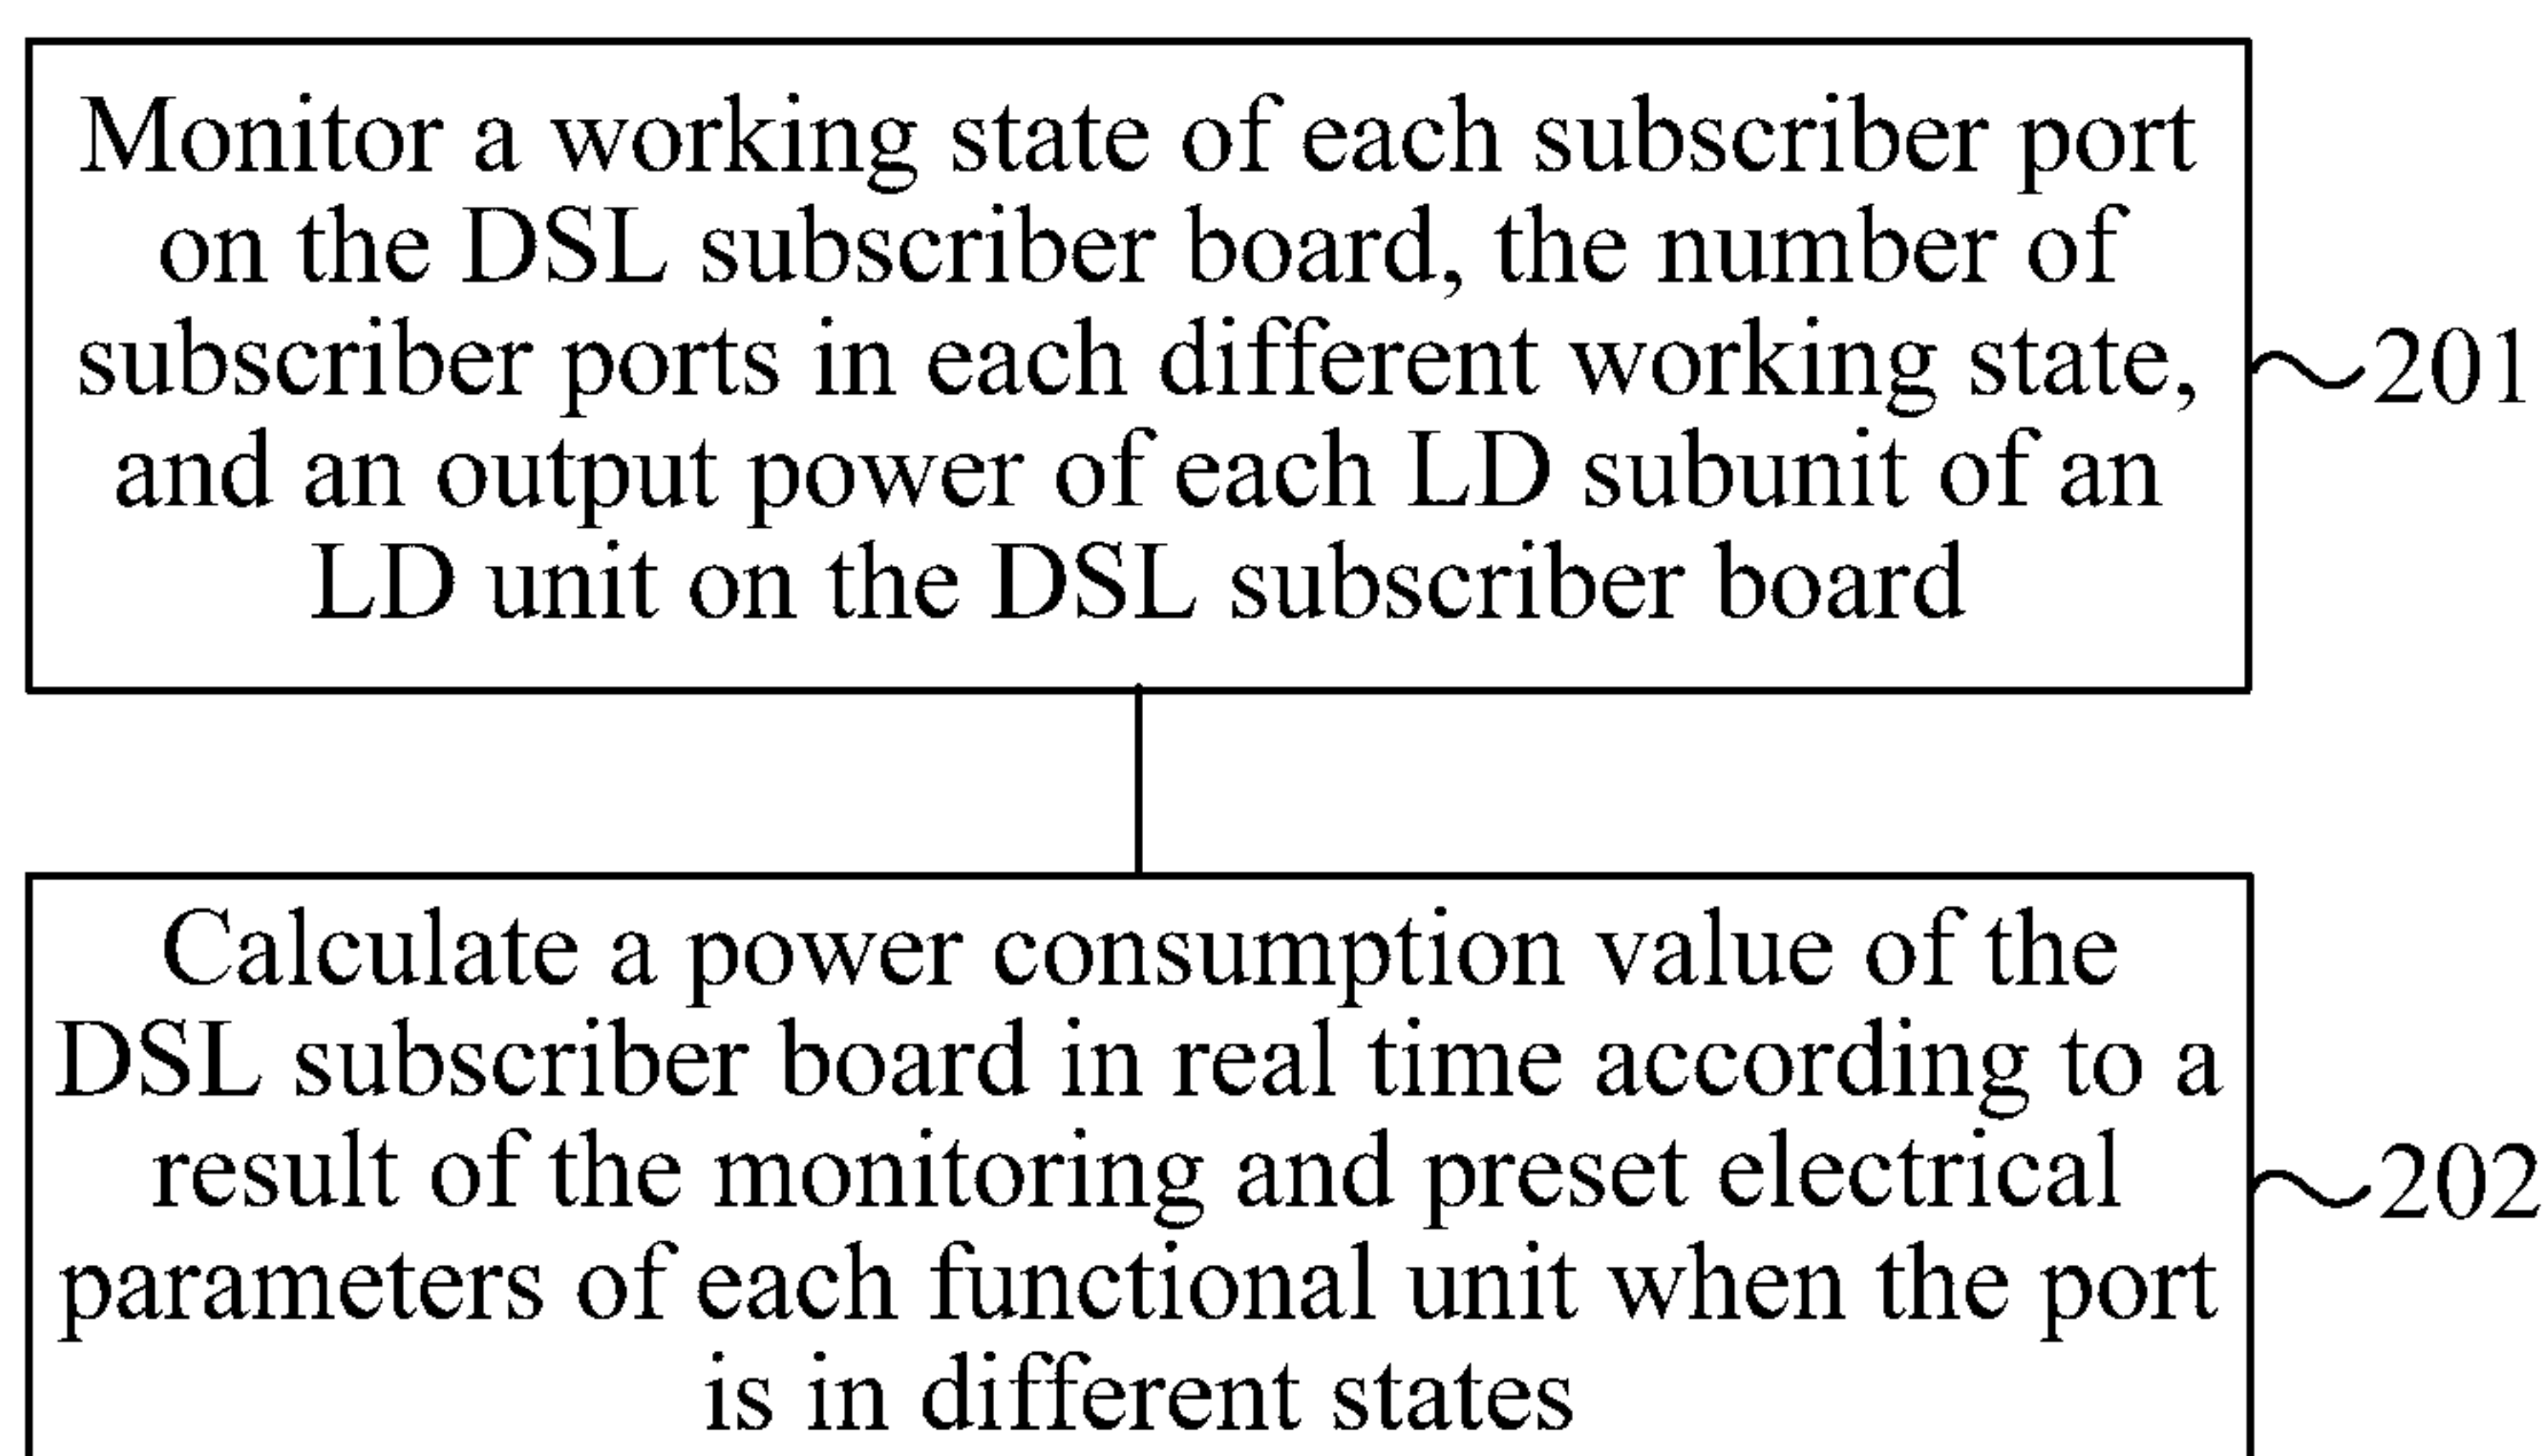 Monitor a working state of each subscriber port
on the DSL subscriber board, the number of
subscriber ports in each different working state,
and an output power of each LD subunit of an
LD unit on the DSL subscriber board
201
Calculate a power consumption value of the
DSL subscriber board in real time according to a
result of the monitoring and preset electrical
parameters of each functional unit when the port
is in different states
202